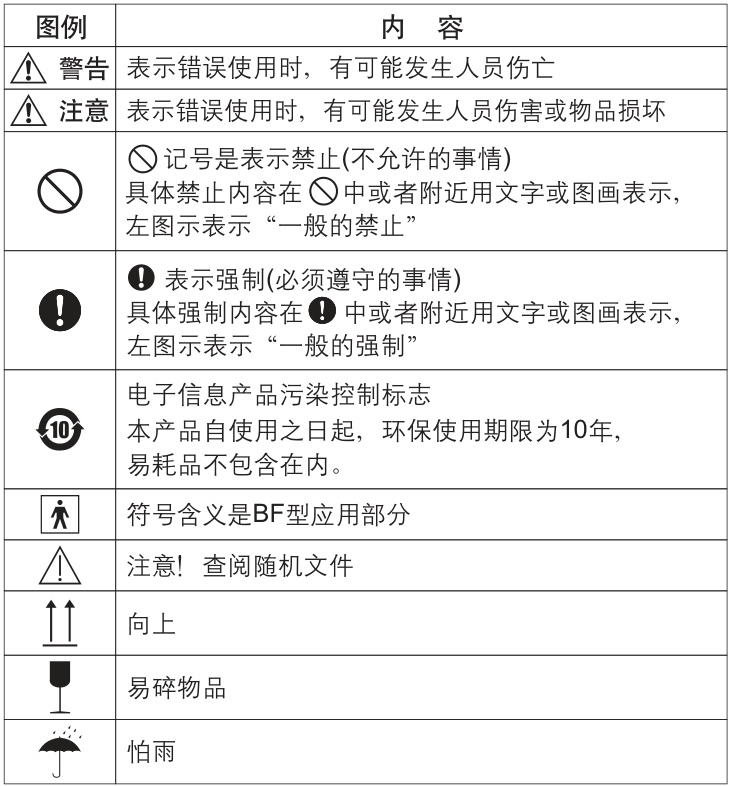 图例 内 容
警告 表示错误使用时，有可能发生人员伤亡
注意 表示错误使用时，有可能发生人员伤害或物品损坏
记号是表示禁止(不允许的事情)
具体禁止内容在 中或者附近用文字或图画表示，
左图示表示“一般的禁止”
表示强制(必须遵守的事情)
具体强制内容在 中或者附近用文字或图画表示，
左图示表示“一般的强制”
10
电子信息产品污染控制标志
本产品自使用之日起，环保使用期限为10年，
易耗品不包含在内。
符号含义是BF型应用部分
注意！查阅随机文件
向上
易碎物品
怕雨